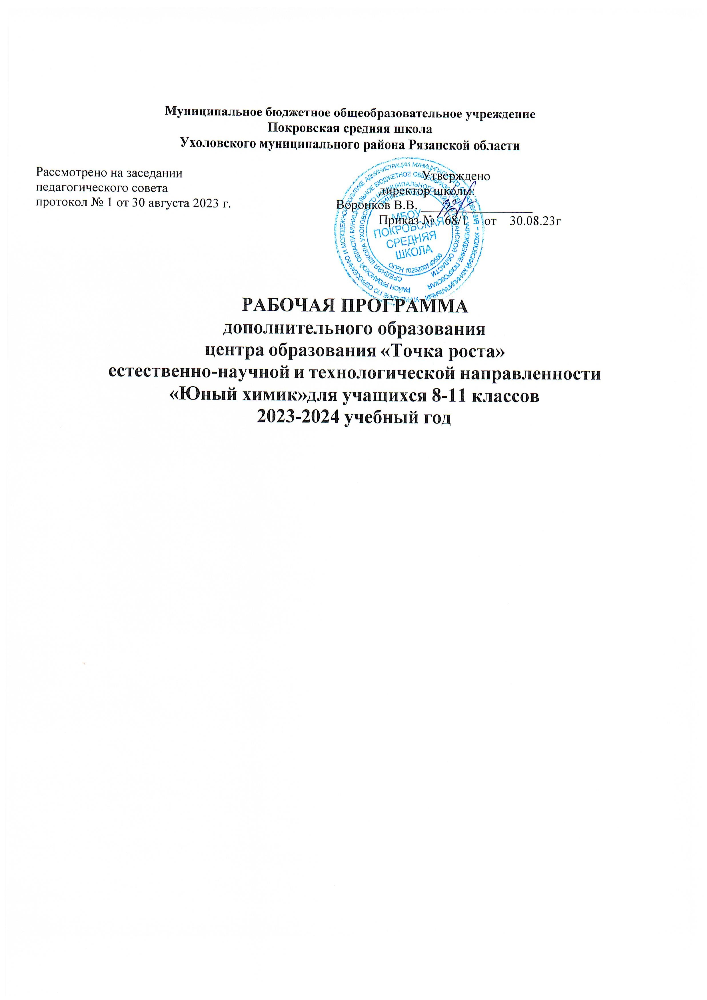 Муниципальное бюджетное общеобразовательное учреждение
Покровская средняя школа
Ухоловского муниципального района Рязанской области
Рассмотрено на заседании
педагогического совета
протокол № 1 от 30 августа 2023 г.
Утверждено
директор школы:
Воронков В.В.
Приказ № 68/1 от 30.08.23г
МБОУ
ПОКРОВСКАЯ
СРЕДНЯЯ
ШКОЛА
ОГРН 1026200740500
РАБОЧАЯ ПРОГРАММА
дополнительного образования
центра образования «Точка роста»
естественно-научной и технологической направленности
«Юный химик»для учащихся 8-11 классов
2023-2024 учебный год